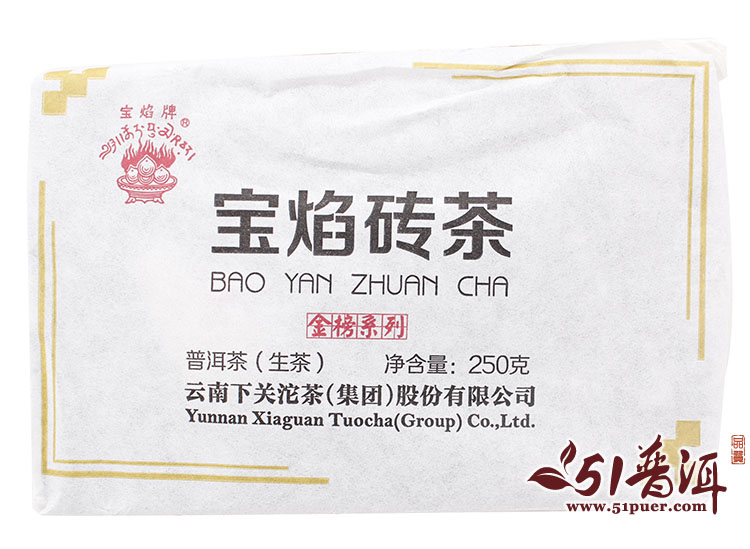 宝焰牌®
宝焰砖茶
BAO YAN ZHUAN CHA
金榜系列
普洱茶(生茶) 净含量: 250克
云南下关沱茶(集团)股份有限公司
Yunnan Xiaguan Tuocha(Group) Co.,Ltd.
51普洱
www.51puer.com